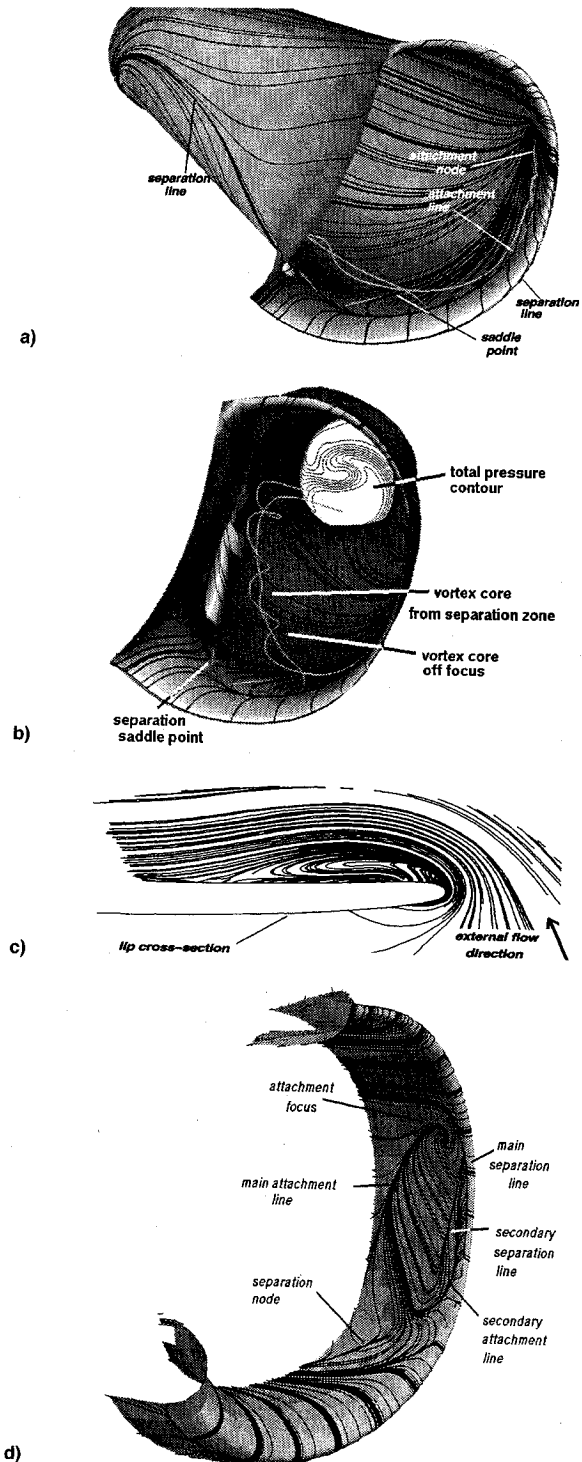 attachment
node
separation
line
attachment
line
separation
line
saddle
point
a)
total pressure
contour
vortex core
from separation zone
vortex core
off focus
separation
saddle point
b)
lip cross-section
external flow
direction
c)
attachment
focus
main
separation
line
main attachment
line
secondary
separation
line
separation
node
secondary
attachment
line
d)